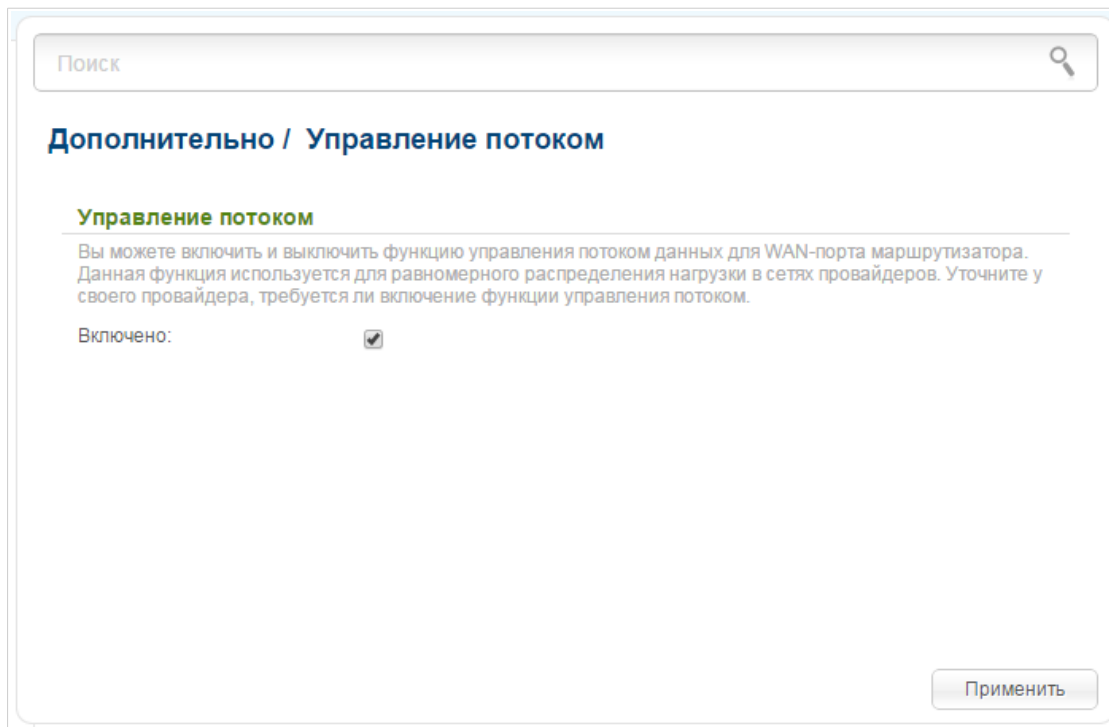 Поиск
Дополнительно / Управление потоком
Управление потоком
Вы можете включить и выключить функцию управления потоком данных для WAN-порта маршрутизатора.
Данная функция используется для равномерного распределения нагрузки в сетях провайдеров. Уточните у
своего провайдера, требуется ли включение функции управления потоком.
Включено:
Применить